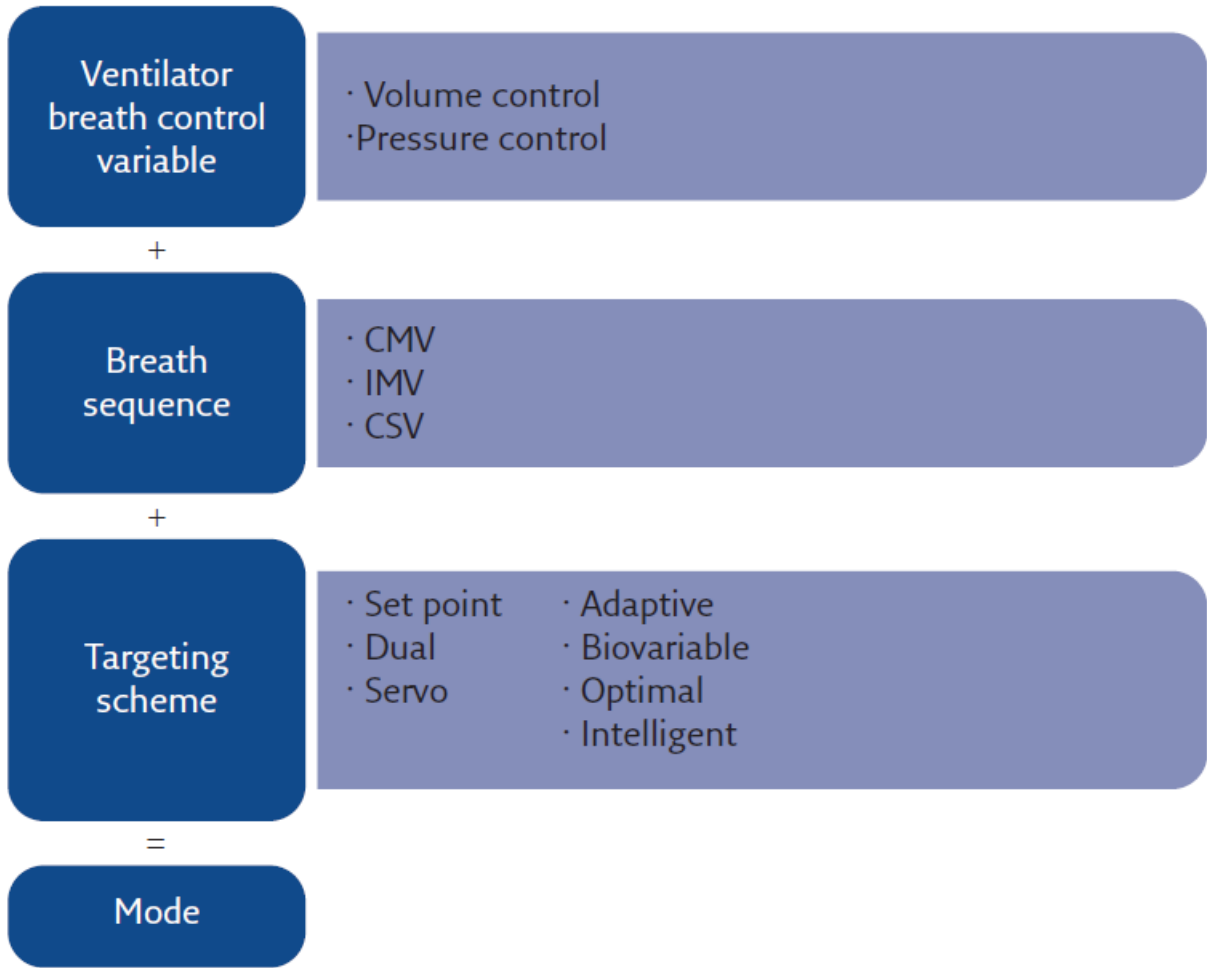 Ventilator
breath control
variable
· Volume control
·Pressure control
+
Breath
sequence
· CMV
· IMV
· CSV
+
Targeting
scheme
· Set point
· Dual
· Servo
· Adaptive
· Biovariable
· Optimal
· Intelligent
=
Mode